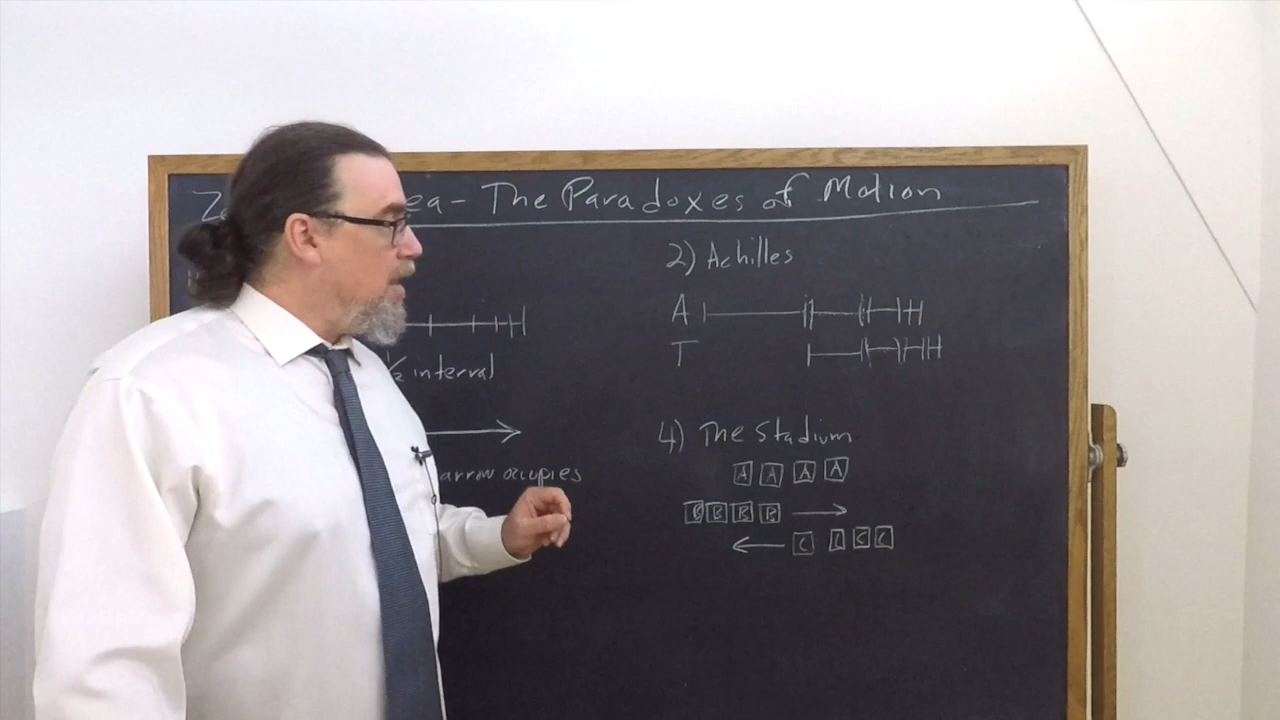 ea - The Paradoxes of Motion
½ interval
arrow occupies
2) Achilles
A
T
4) The Stadium
A A A A
B B B B
C C C C